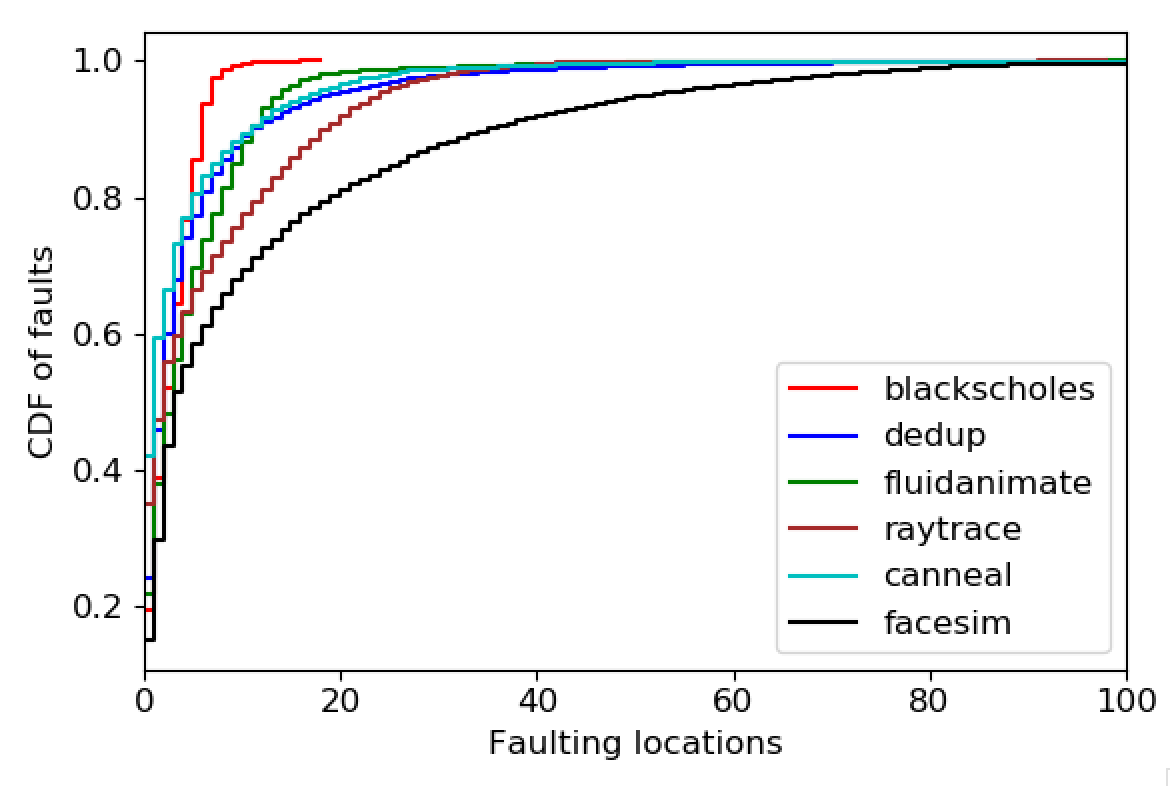 1.0
0.8
0.6
0.4
0.2
CDF of faults
blackscholes
dedup
fluidanimate
raytrace
canneal
facesim
0 20 40 60 80 100
Faulting locations